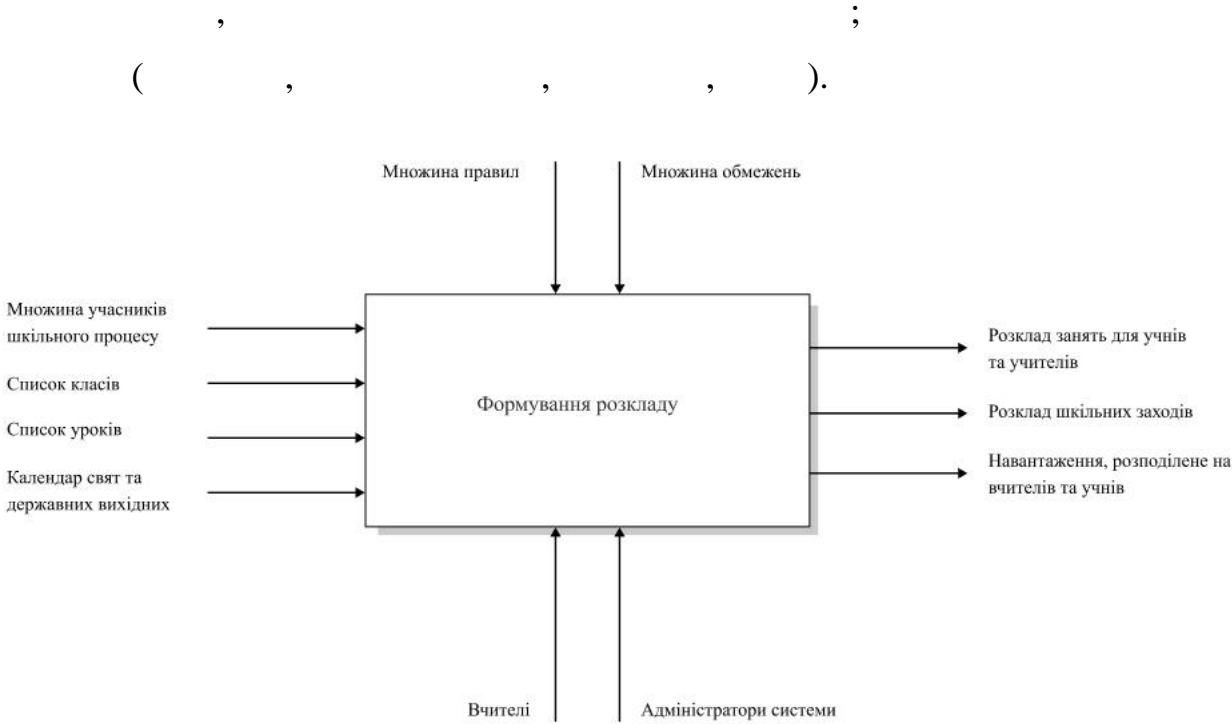 , ;
( , , , ).
Множина правил
Множина обмежень
Множина учасників
шкільного процесу
Список класів
Список уроків
Календар свят та
державних вихідних
Формування розкладу
Розклад занять для учнів
та учителів
Розклад шкільних заходів
Навантаження, розподілене на
вчителів та учнів
Вчителі
Адміністратори системи